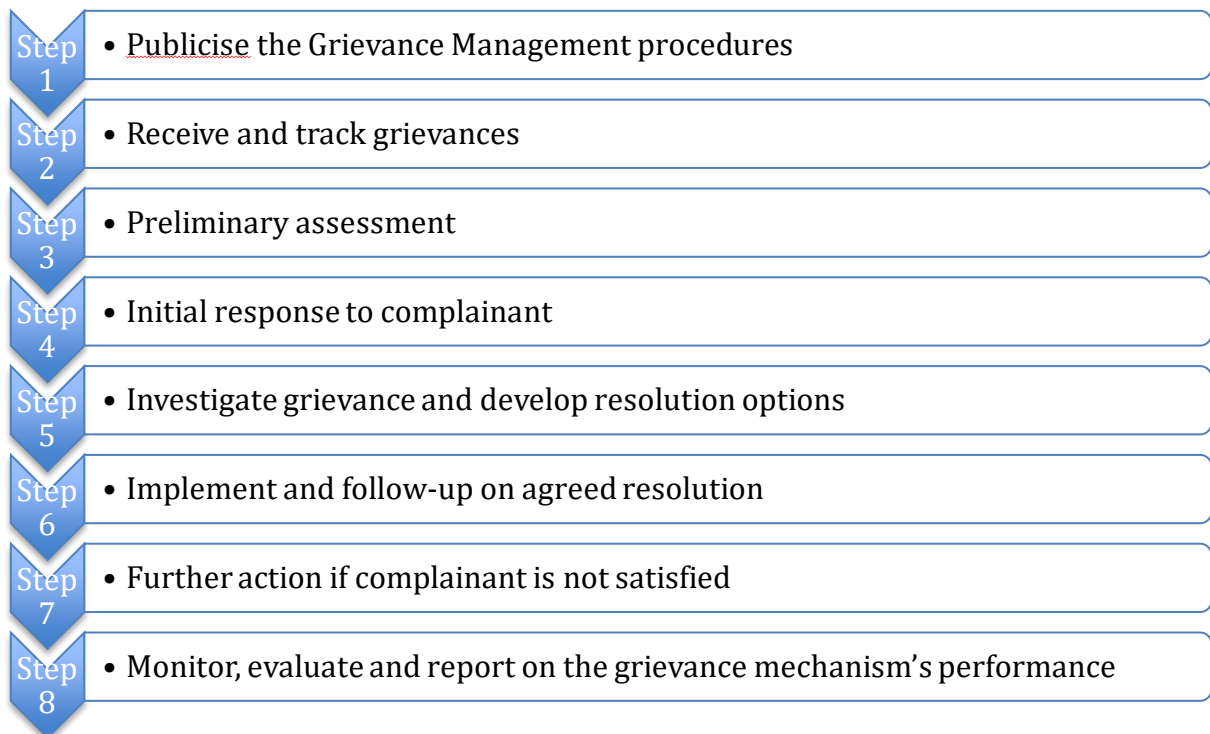 Step 1
• Publicise the Grievance Management procedures
Step 2
• Receive and track grievances
Step 3
• Preliminary assessment
Step 4
• Initial response to complainant
Step 5
• Investigate grievance and develop resolution options
Step 6
• Implement and follow-up on agreed resolution
Step 7
• Further action if complainant is not satisfied
Step 8
• Monitor, evaluate and report on the grievance mechanism’s performance